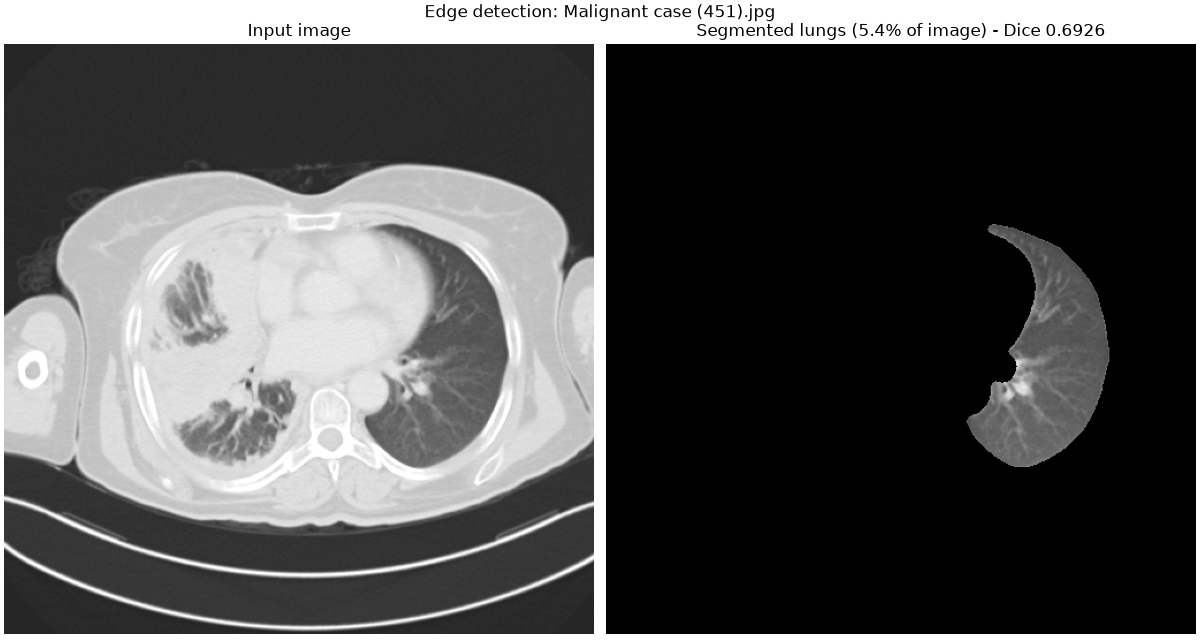 Edge detection: Malignant case (451).jpg
Input image
Segmented lungs (5.4% of image) - Dice 0.6926